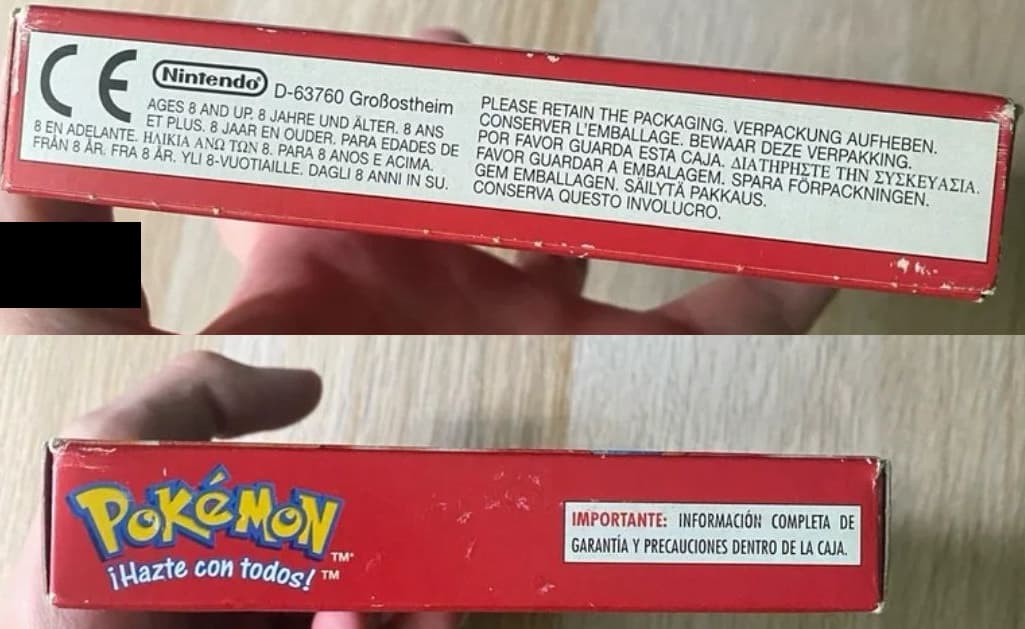 CE Nintendo® D-63760 Großostheim
AGES 8 AND UP. 8 JAHRE UND ÄLTER. 8 ANS
ET PLUS. 8 JAAR EN OUDER. PARA EDADES DE
8 EN ADELANTE. ΗΛΙΚΙΑ ΑΝΩ ΤΩΝ 8. PARA 8 ANOS E ACIMA.
FRÅN 8 ÅR. FRA 8 ÅR. YLI 8-VUOTIAILLE. DAGLI 8 ANNI IN SU.
PLEASE RETAIN THE PACKAGING. VERPACKUNG AUFHEBEN.
CONSERVER L'EMBALLAGE. BEWAAR DEZE VERPAKKING.
POR FAVOR GUARDA ESTA CAJA. ΔΙΑΤΗΡΗΣΤΕ ΤΗΝ ΣΥΣΚΕΥΑΣΙΑ.
FAVOR GUARDAR A EMBALAGEM. SPARA FÖRPACKNINGEN.
GEM EMBALLAGEN. SÄILYTÄ PAKKAUS.
CONSERVA QUESTO INVOLUCRO.
POKéMON TM
¡Hazte con todos! TM
IMPORTANTE: INFORMACIÓN COMPLETA DE
GARANTÍA Y PRECAUCIONES DENTRO DE LA CAJA.